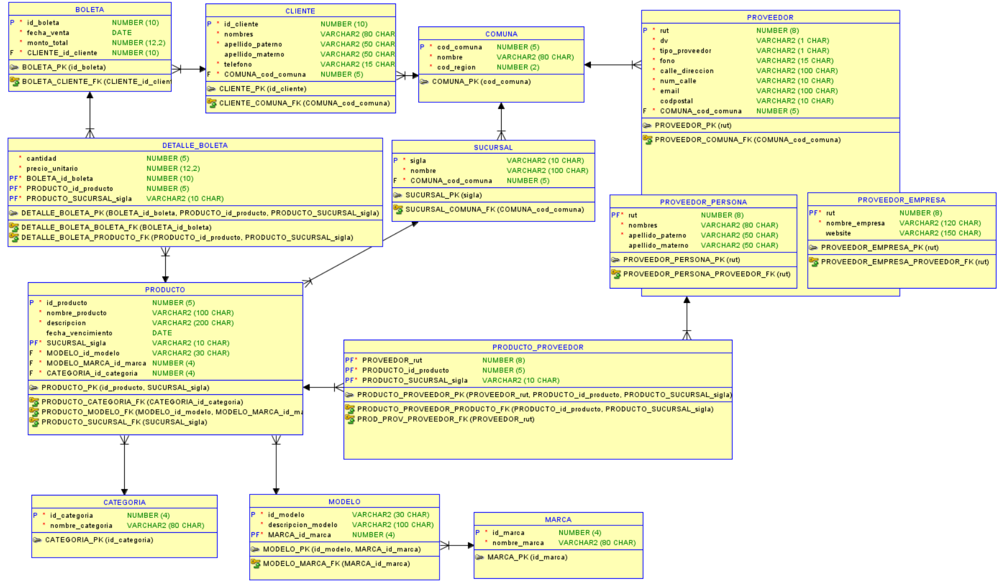 BOLETA
P * id_boleta NUMBER (10)
* fecha_venta DATE
* monto_total NUMBER (12,2)
F * CLIENTE_id_cliente NUMBER (10)
BOLETA_PK (id_boleta)
BOLETA_CLIENTE_FK (CLIENTE_id_client
CLIENTE
P * id_cliente NUMBER (10)
* nombres VARCHAR2 (80 CHAR
* apellido_paterno VARCHAR2 (50 CHAR
apellido_materno VARCHAR2 (50 CHAR
* telefono VARCHAR2 (15 CHAR
F * COMUNA_cod_comuna NUMBER (5)
CLIENTE_PK (id_cliente)
CLIENTE_COMUNA_FK (COMUNA_cod_comuna)
COMUNA
P * cod_comuna NUMBER (5)
* nombre VARCHAR2 (80 CHAR)
* cod_region NUMBER (2)
COMUNA_PK (cod_comuna)
PROVEEDOR
P * rut NUMBER (8)
* dv VARCHAR2 (1 CHAR)
* tipo_proveedor VARCHAR2 (1 CHAR)
* fono VARCHAR2 (15 CHAR)
* calle_direccion VARCHAR2 (100 CHAR)
* num_calle VARCHAR2 (10 CHAR)
* email VARCHAR2 (100 CHAR)
codpostal VARCHAR2 (10 CHAR)
F * COMUNA_cod_comuna NUMBER (5)
PROVEEDOR_PK (rut)
PROVEEDOR_COMUNA_FK (COMUNA_cod_comuna)
DETALLE_BOLETA
* cantidad NUMBER (5)
* precio_unitario NUMBER (12,2)
PF* BOLETA_id_boleta NUMBER (10)
PF* PRODUCTO_id_producto NUMBER (5)
PF* PRODUCTO_SUCURSAL_sigla VARCHAR2 (10 CHAR)
DETALLE_BOLETA_PK (BOLETA_id_boleta, PRODUCTO_id_producto, PRODUCTO_SUCURSAL_sigla)
DETALLE_BOLETA_BOLETA_FK (BOLETA_id_boleta)
DETALLE_BOLETA_PRODUCTO_FK (PRODUCTO_id_producto, PRODUCTO_SUCURSAL_sigla)
SUCURSAL
P * sigla VARCHAR2 (10 CHAR)
* nombre VARCHAR2 (100 CHAR)
F * COMUNA_cod_comuna NUMBER (5)
SUCURSAL_PK (sigla)
SUCURSAL_COMUNA_FK (COMUNA_cod_comuna)
PROVEEDOR_PERSONA
PF* rut NUMBER (8)
* nombres VARCHAR2 (80 CHAR)
* apellido_paterno VARCHAR2 (50 CHAR)
apellido_materno VARCHAR2 (50 CHAR)
PROVEEDOR_PERSONA_PK (rut)
PROVEEDOR_PERSONA_PROVEEDOR_FK (rut)
PROVEEDOR_EMPRESA
PF* rut NUMBER (8)
* nombre_empresa VARCHAR2 (120 CHAR)
website VARCHAR2 (150 CHAR)
PROVEEDOR_EMPRESA_PK (rut)
PROVEEDOR_EMPRESA_PROVEEDOR_FK (rut)
PRODUCTO
P * id_producto NUMBER (5)
* nombre_producto VARCHAR2 (100 CHAR)
* descripcion VARCHAR2 (200 CHAR)
fecha_vencimiento DATE
PF* SUCURSAL_sigla VARCHAR2 (10 CHAR)
F * MODELO_id_modelo VARCHAR2 (30 CHAR)
F * MODELO_MARCA_id_marca NUMBER (4)
F * CATEGORIA_id_categoria NUMBER (4)
PRODUCTO_PK (id_producto, SUCURSAL_sigla)
PRODUCTO_CATEGORIA_FK (CATEGORIA_id_categoria)
PRODUCTO_MODELO_FK (MODELO_id_modelo, MODELO_MARCA_id_ma
PRODUCTO_SUCURSAL_FK (SUCURSAL_sigla)
PRODUCTO_PROVEEDOR
PF* PROVEEDOR_rut NUMBER (8)
PF* PRODUCTO_id_producto NUMBER (5)
PF* PRODUCTO_SUCURSAL_sigla VARCHAR2 (10 CHAR)
PRODUCTO_PROVEEDOR_PK (PROVEEDOR_rut, PRODUCTO_id_producto, PRODUCTO_SUCURSAL_sigla)
PRODUCTO_PROVEEDOR_PRODUCTO_FK (PRODUCTO_id_producto, PRODUCTO_SUCURSAL_sigla)
PROD_PROV_PROVEEDOR_FK (PROVEEDOR_rut)
CATEGORIA
P * id_categoria NUMBER (4)
* nombre_categoria VARCHAR2 (80 CHAR)
CATEGORIA_PK (id_categoria)
MODELO
P * id_modelo VARCHAR2 (30 CHAR)
* descripcion_modelo VARCHAR2 (100 CHAR)
PF* MARCA_id_marca NUMBER (4)
MODELO_PK (id_modelo, MARCA_id_marca)
MODELO_MARCA_FK (MARCA_id_marca)
MARCA
P * id_marca NUMBER (4)
* nombre_marca VARCHAR2 (80 CHAR)
MARCA_PK (id_marca)